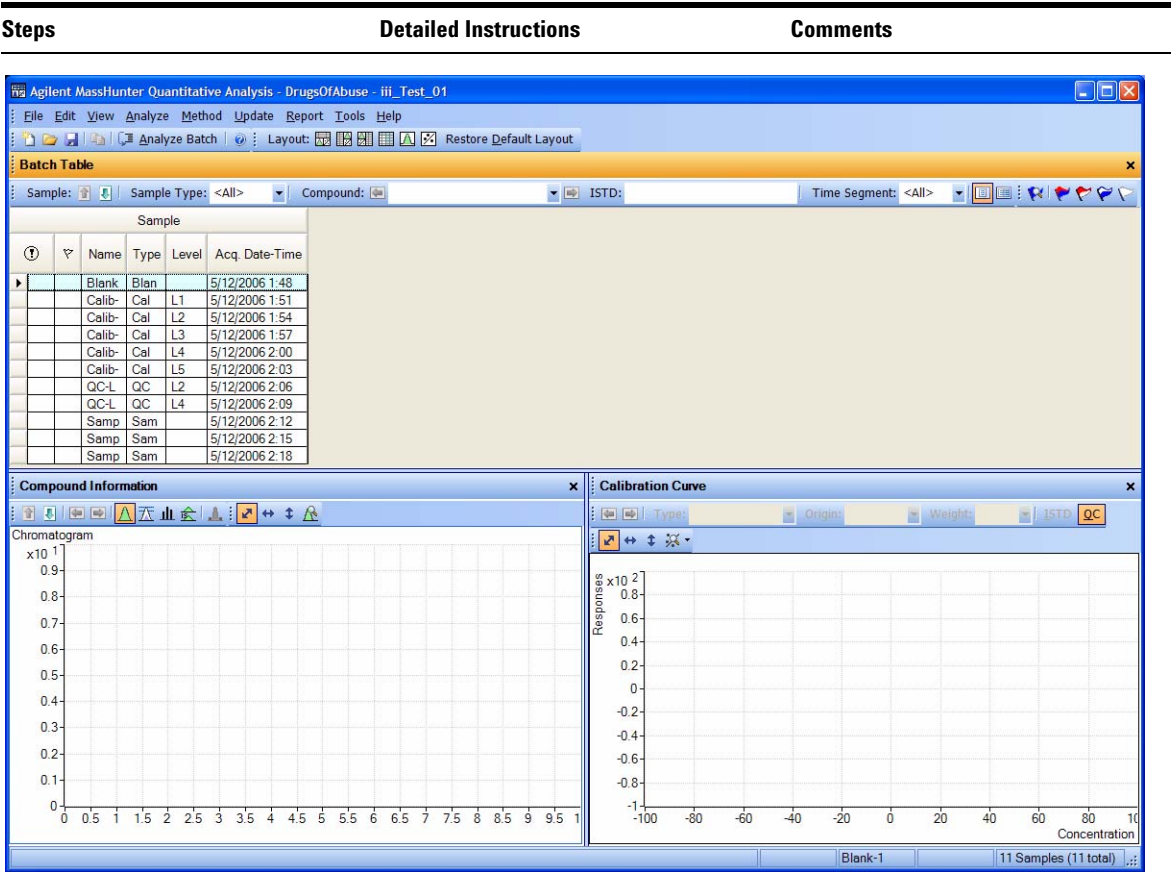 Steps Detailed Instructions Comments
Agilent MassHunter Quantitative Analysis - DrugsOfAbuse - iii_Test_01
File Edit View Analyze Method Update Report Tools Help
Analyze Batch Layout: Restore Default Layout
Batch Table
Sample: Sample Type: <All> Compound: ISTD: Time Segment: <All>
Sample
Name Type Level Acq. Date-Time
Blank Blan 5/12/2006 1:48
Calib- Cal L1 5/12/2006 1:51
Calib- Cal L2 5/12/2006 1:54
Calib- Cal L3 5/12/2006 1:57
Calib- Cal L4 5/12/2006 2:00
Calib- Cal L5 5/12/2006 2:03
QC-L QC L2 5/12/2006 2:06
QC-L QC L4 5/12/2006 2:09
Samp Sam 5/12/2006 2:12
Samp Sam 5/12/2006 2:15
Samp Sam 5/12/2006 2:18
Compound Information
Chromatogram
x10 1
0.9
0.8
0.7
0.6
0.5
0.4
0.3
0.2
0.1
0
0 0.5 1 1.5 2 2.5 3 3.5 4 4.5 5 5.5 6 6.5 7 7.5 8 8.5 9 9.5 1
Calibration Curve
Type: Origin: Weight: ISTD QC
Responses
x10 2
0.8
0.6
0.4
0.2
0
-0.2
-0.4
-0.6
-0.8
-1
-100 -80 -60 -40 -20 0 20 40 60 80 10
Concentration
Blank-1 11 Samples (11 total)